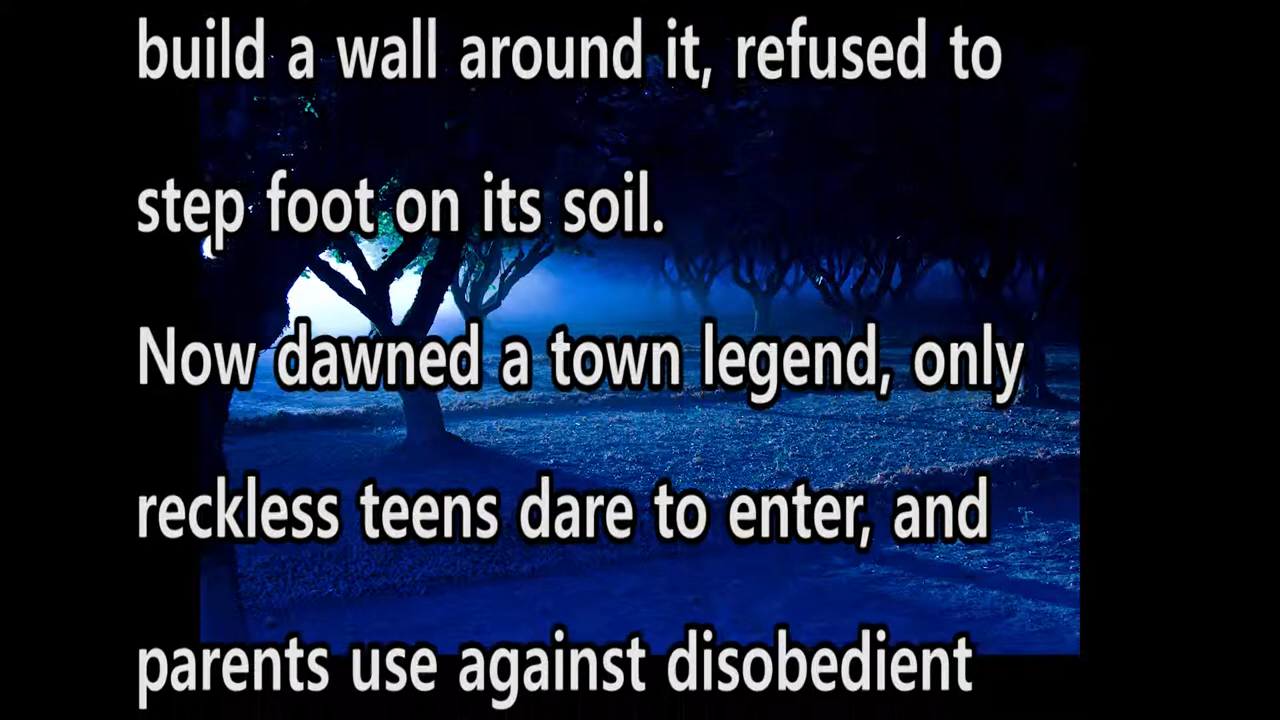 build a wall around it, refused to
step foot on its soil.
Now dawned a town legend, only
reckless teens dare to enter, and
parents use against disobedient